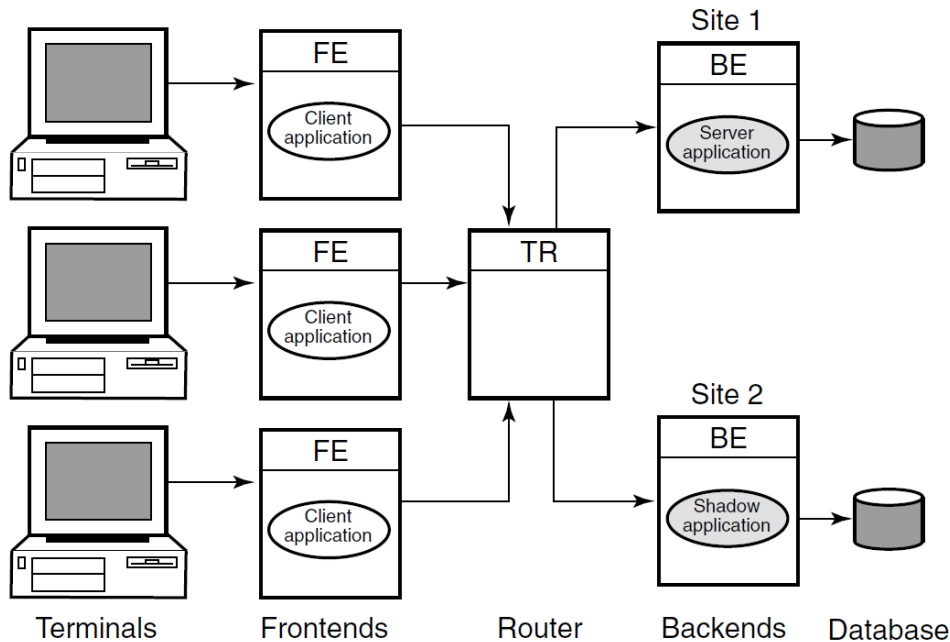 Site 1
FE
Client
application
BE
Server
application
FE
Client
application
TR
Site 2
FE
Client
application
BE
Shadow
application
Terminals
Frontends
Router
Backends
Database